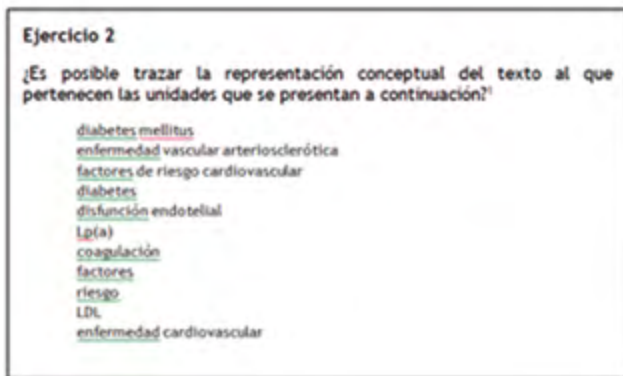 Ejercicio 2
¿Es posible trazar la representación conceptual del texto al que
pertenecen las unidades que se presentan a continuación?¹
diabetes mellitus
enfermedad vascular arteriosclerótica
factores de riesgo cardiovascular
diabetes
disfunción endotelial
Lp(a)
coagulación
factores
riesgo
LDL
enfermedad cardiovascular